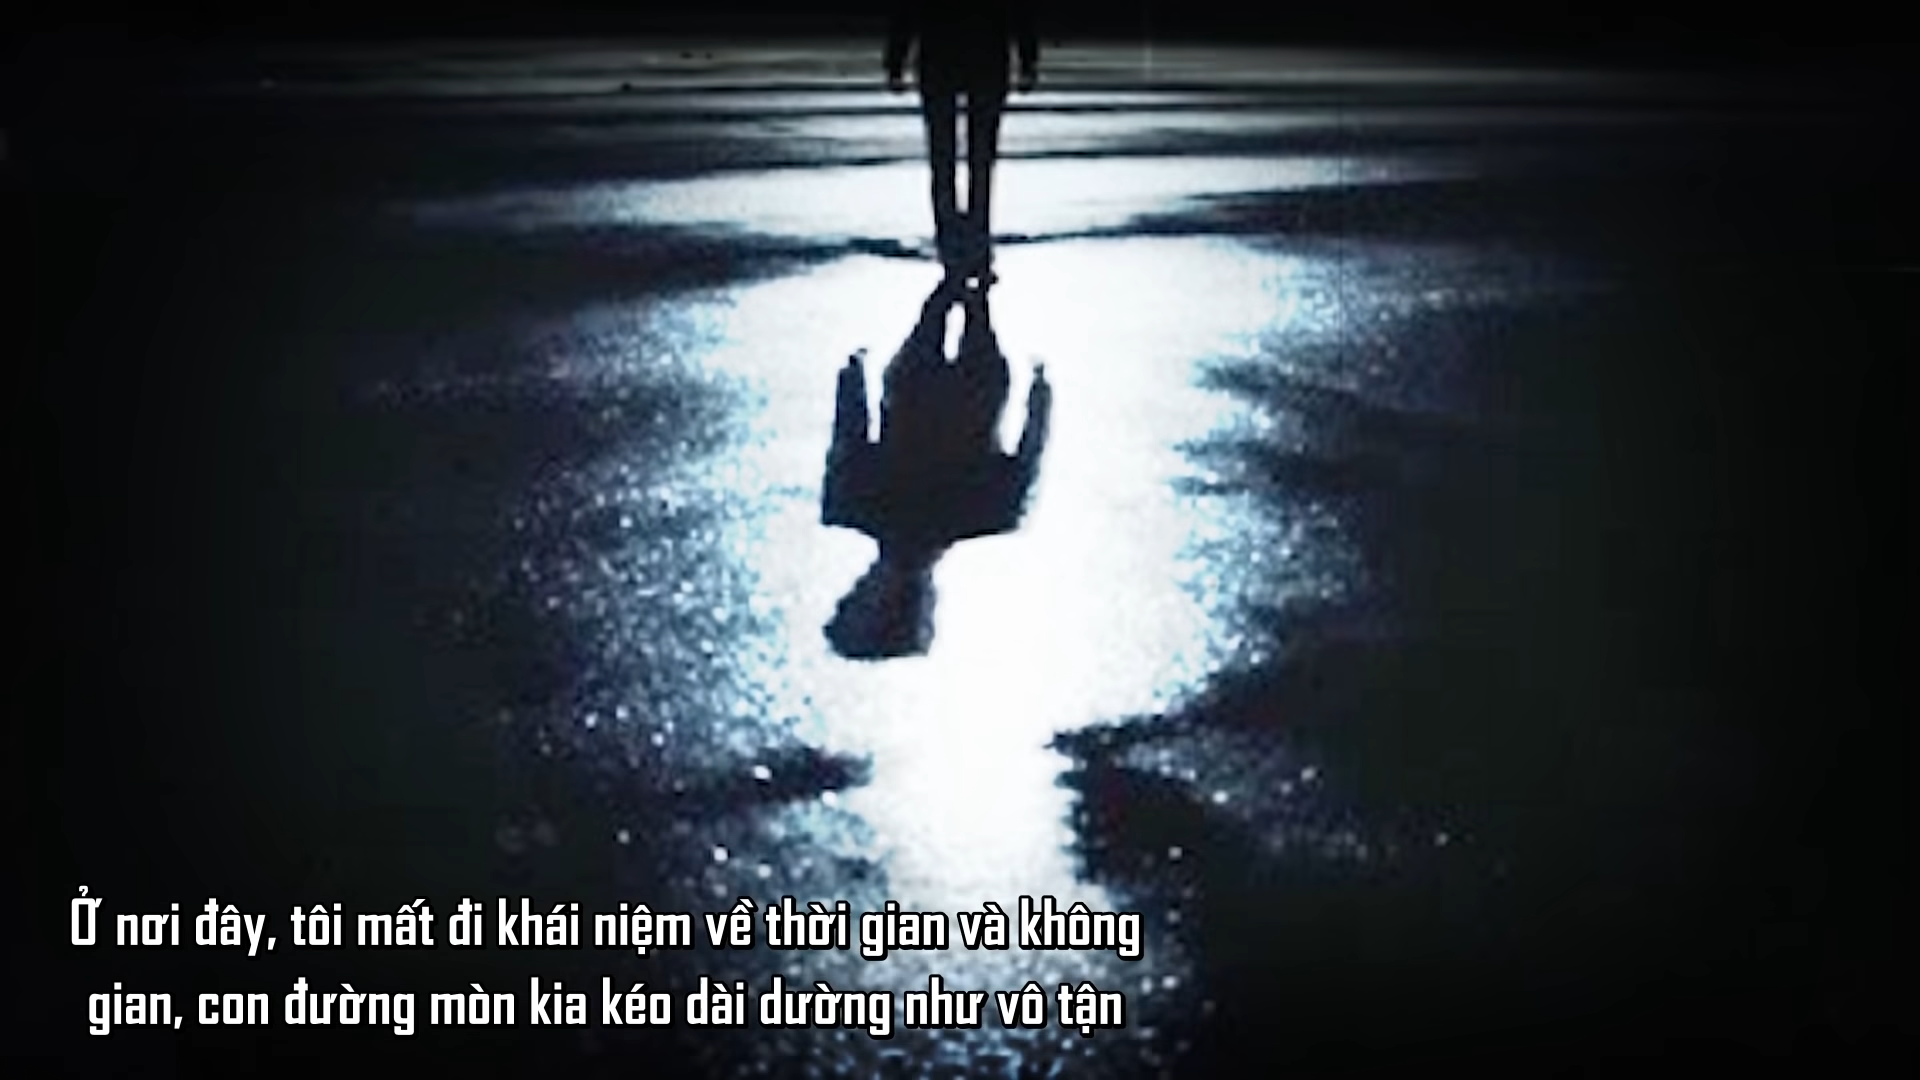 Ở nơi đây, tôi mất đi khái niệm về thời gian và không
gian, con đường mòn kia kéo dài dường như vô tận